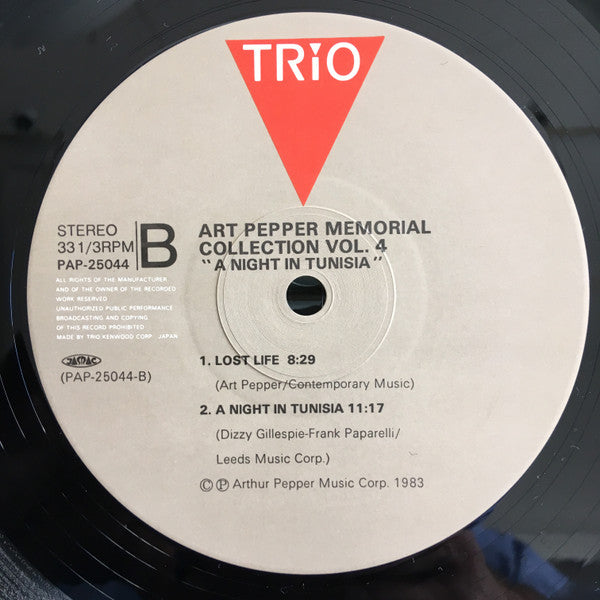 TRiO
STEREO
33 1/3RPM
PAP-25044
B
ART PEPPER MEMORIAL
COLLECTION VOL. 4
"A NIGHT IN TUNISIA"
ALL RIGHTS OF THE MANUFACTURER
AND OF THE OWNER OF THE RECORDED
WORK RESERVED
UNAUTHORIZED PUBLIC PERFORMANCE
BROADCASTING AND COPYING
OF THIS RECORD PROHIBITED
MADE BY TRIO-KENWOOD CORP. JAPAN
JASRAC
(PAP-25044-B)
1. LOST LIFE 8:29
(Art Pepper/Contemporary Music)
2. A NIGHT IN TUNISIA 11:17
(Dizzy Gillespie-Frank Paparelli/
Leeds Music Corp.)
© ℗ Arthur Pepper Music Corp. 1983